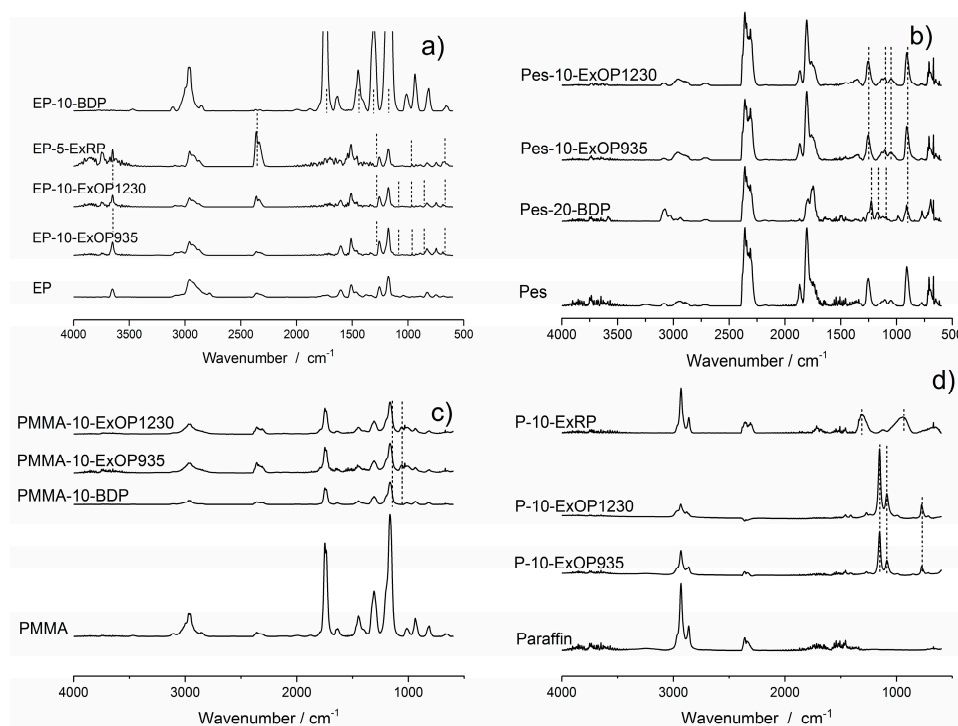 a)
EP-10-BDP
EP-5-ExRP
EP-10-ExOP1230
EP-10-ExOP935
EP
4000 3500 3000 2500 2000 1500 1000 500
Wavenumber / cm-1
b)
Pes-10-ExOP1230
Pes-10-ExOP935
Pes-20-BDP
Pes
4000 3000 2000 1000 500
Wavenumber / cm-1
c)
PMMA-10-ExOP1230
PMMA-10-ExOP935
PMMA-10-BDP
PMMA
4000 3000 2000 1000
Wavenumber / cm-1
d)
P-10-ExRP
P-10-ExOP1230
P-10-ExOP935
Paraffin
4000 3000 2000 1000
Wavenumber / cm-1